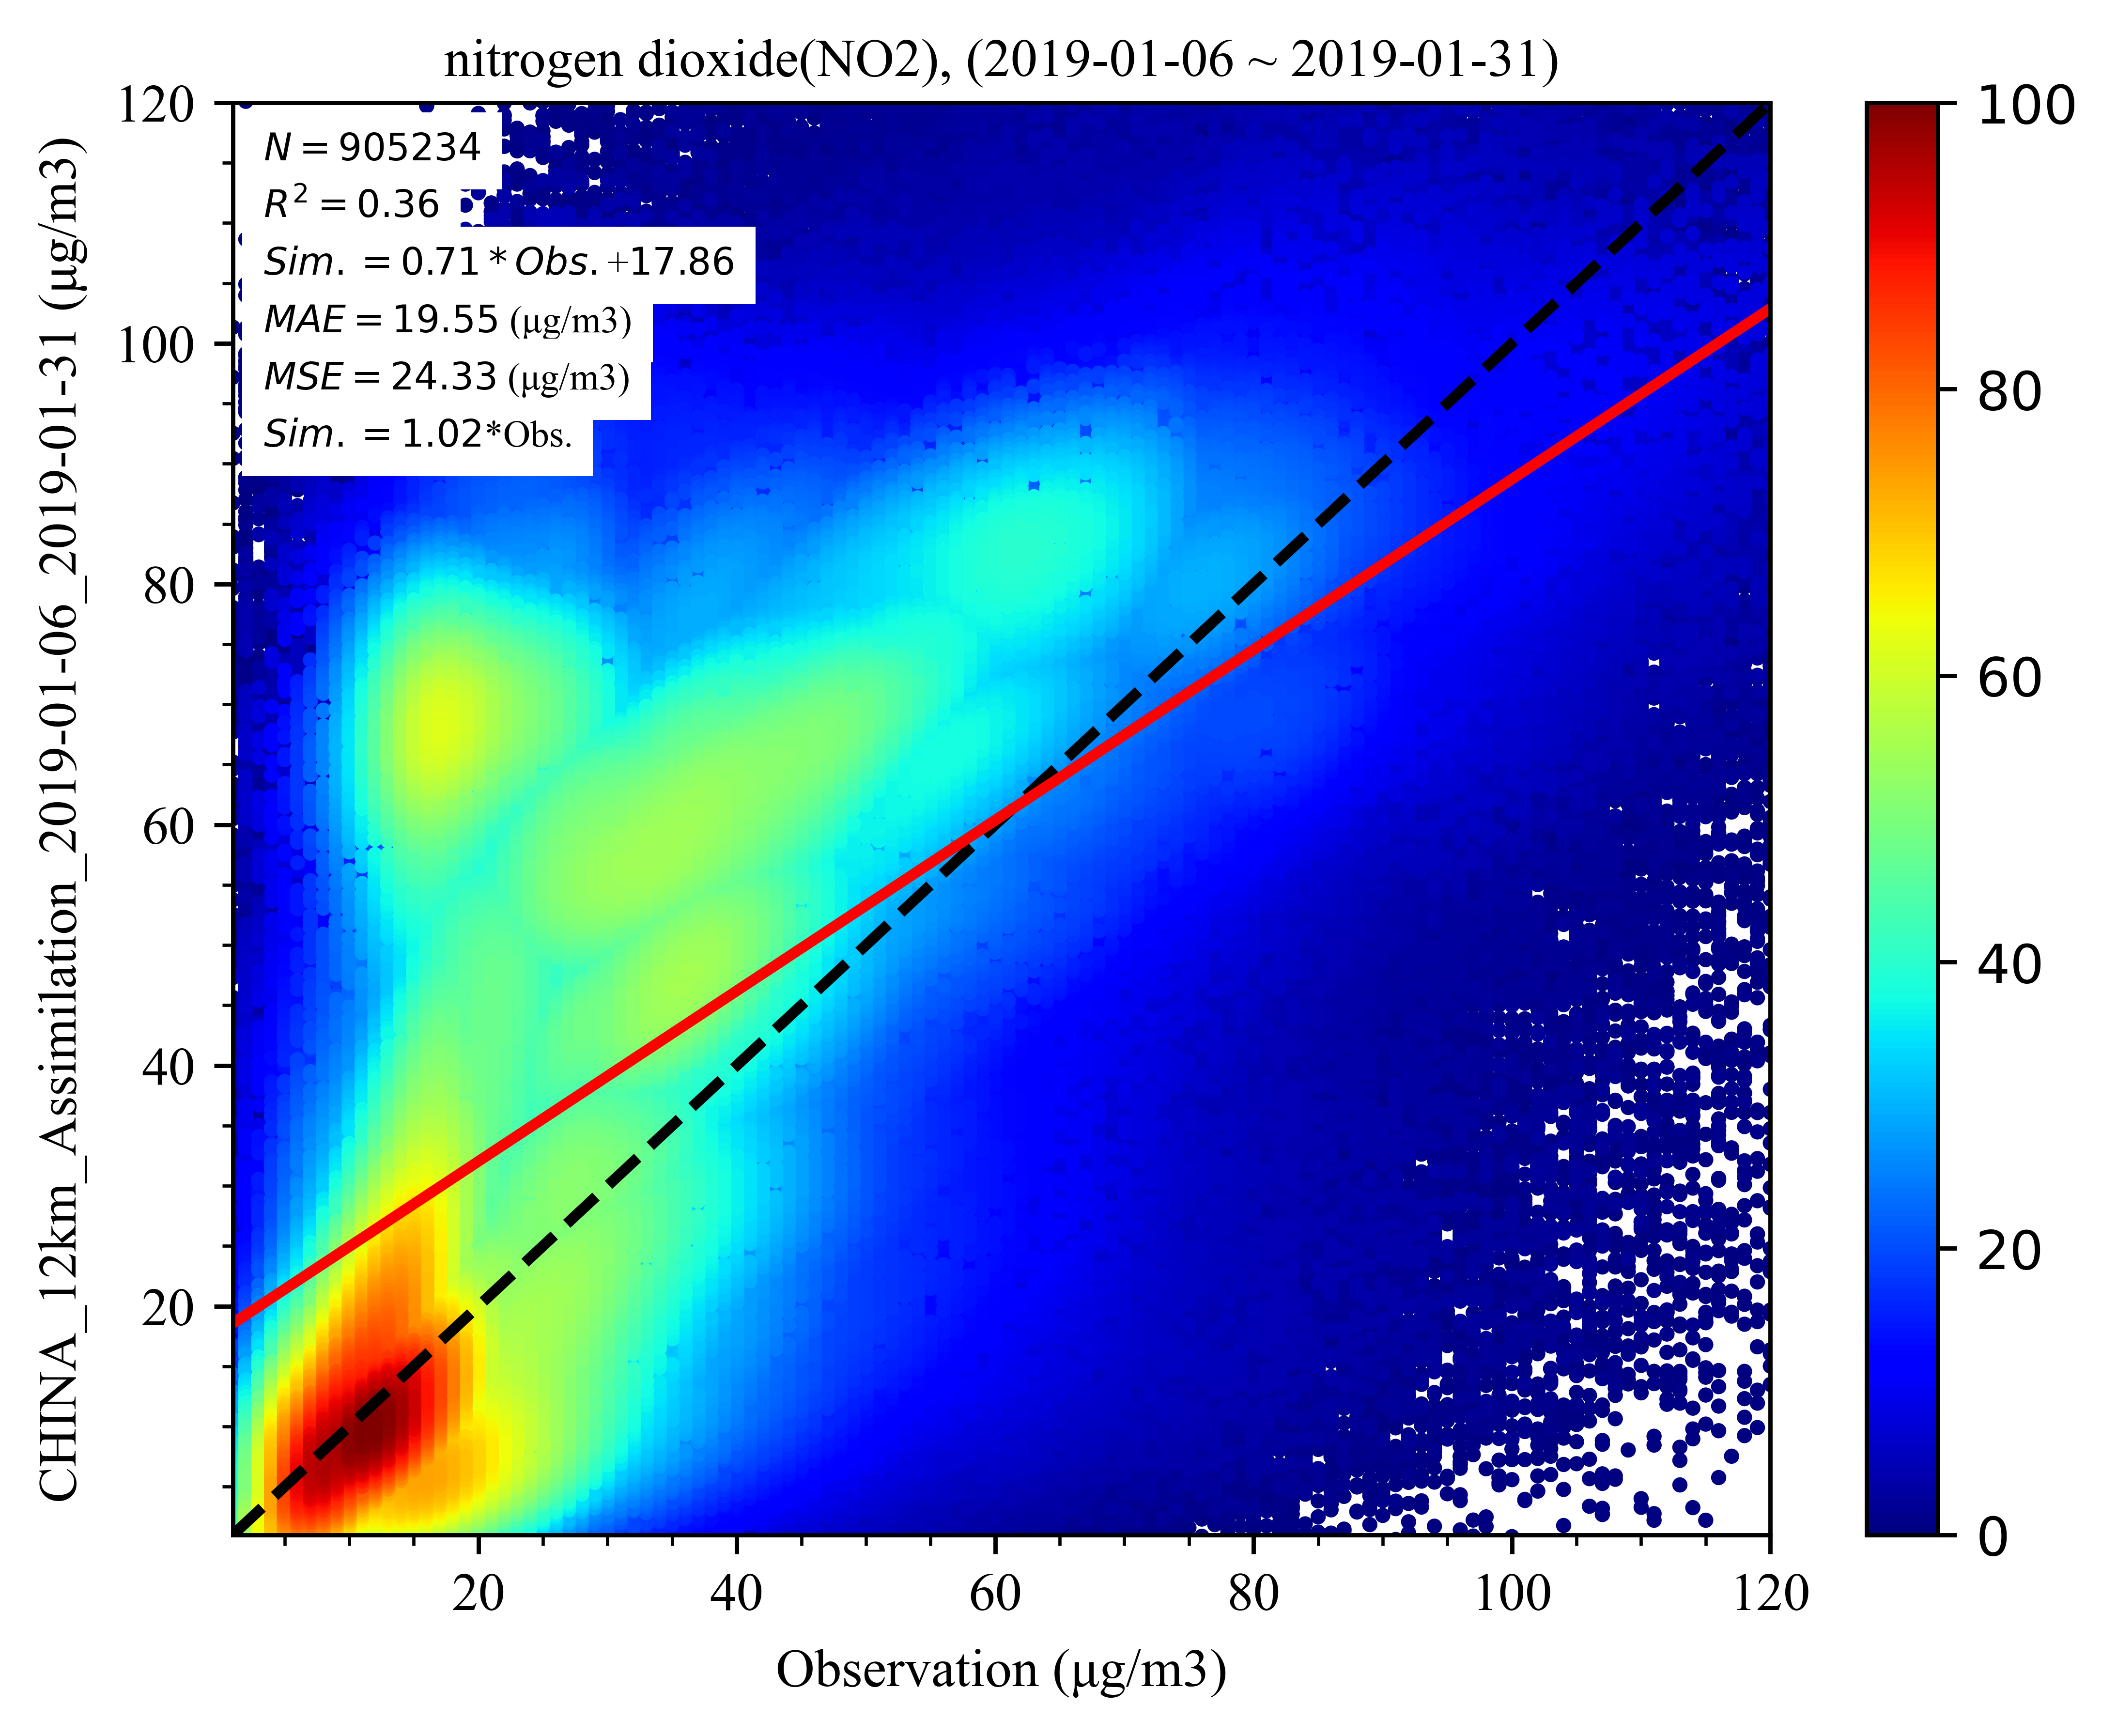 nitrogen dioxide(NO2), (2019-01-06 ~ 2019-01-31)
CHINA_12km_Assimilation_2019-01-06_2019-01-31 (μg/m3)
120
100
80
60
40
20
N = 905234
R² = 0.36
Sim. = 0.71 * Obs. +17.86
MAE = 19.55 (μg/m3)
MSE = 24.33 (μg/m3)
Sim. = 1.02*Obs.
20 40 60 80 100 120
Observation (μg/m3)
100
80
60
40
20
0